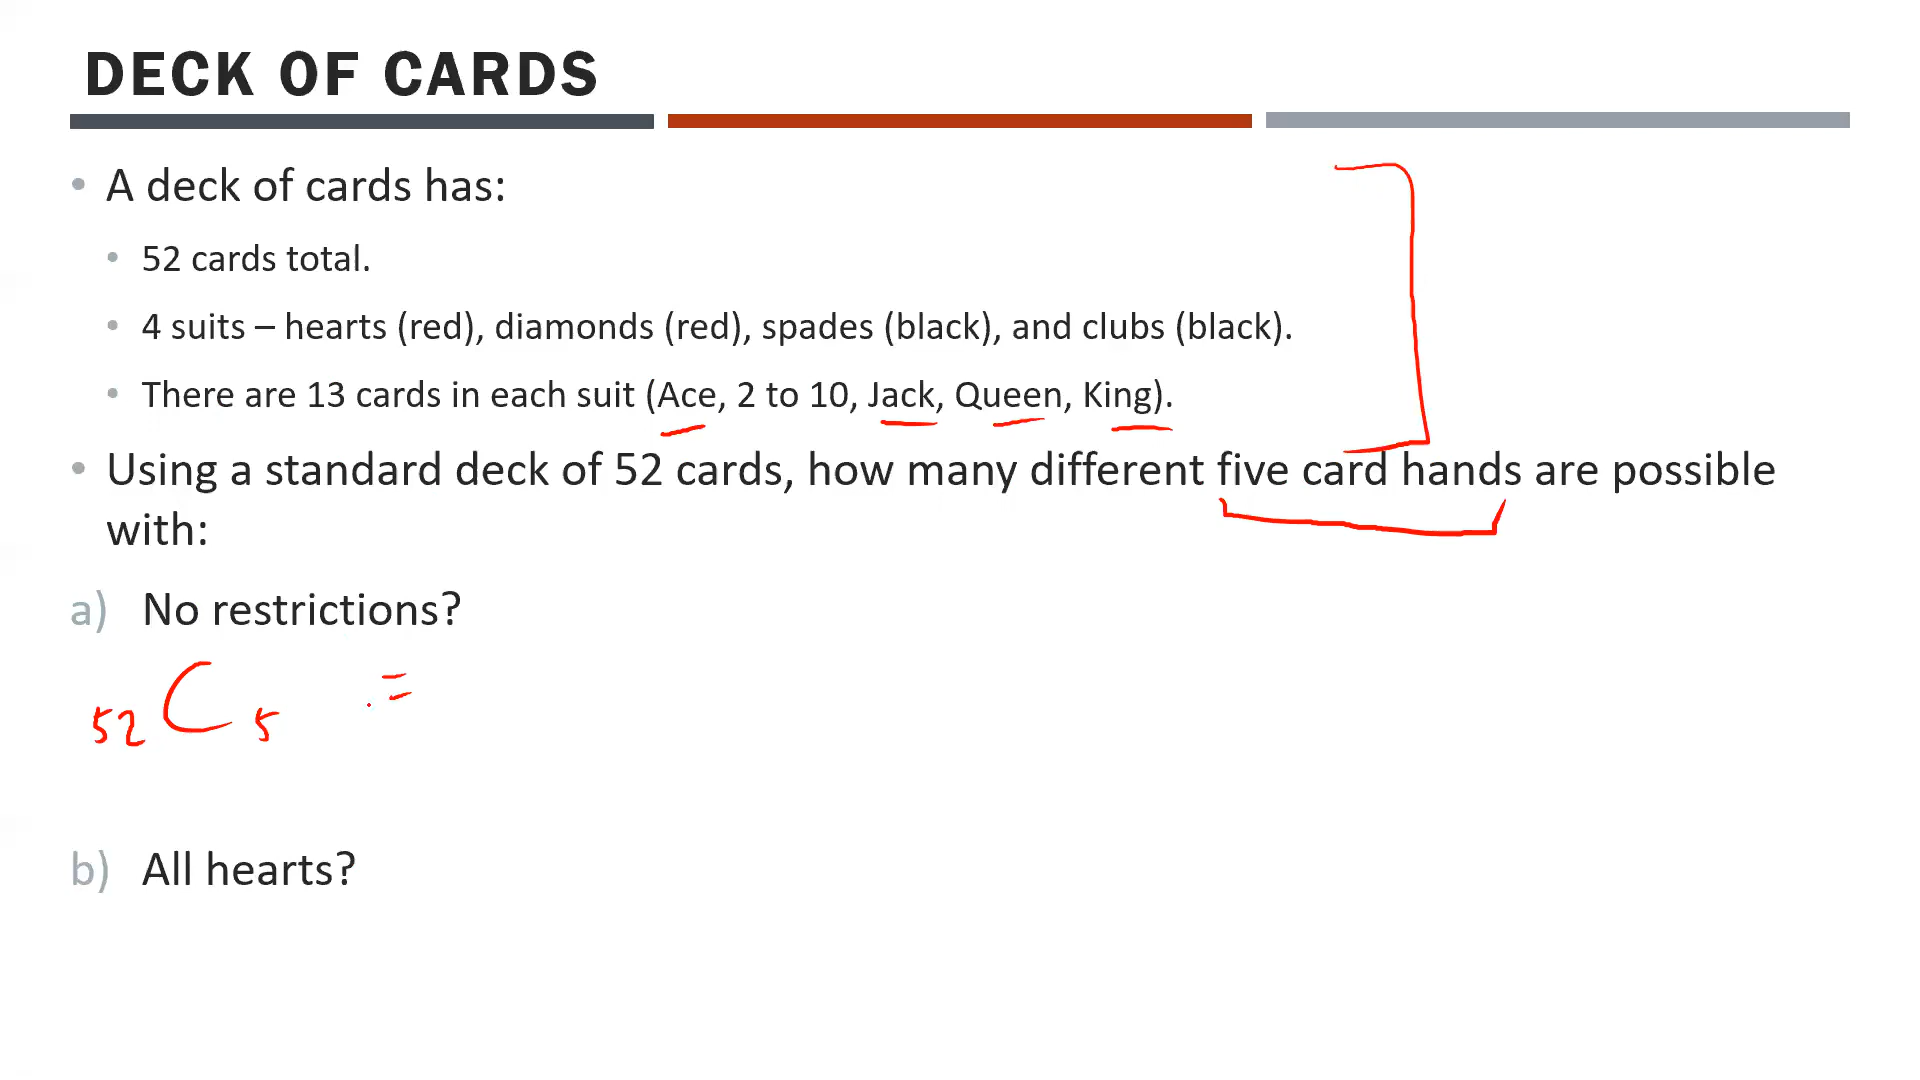 DECK OF CARDS
• A deck of cards has:
• 52 cards total.
• 4 suits – hearts (red), diamonds (red), spades (black), and clubs (black).
• There are 13 cards in each suit (Ace, 2 to 10, Jack, Queen, King).
• Using a standard deck of 52 cards, how many different five card hands are possible
with:
a) No restrictions?
52 C 5 =
b) All hearts?